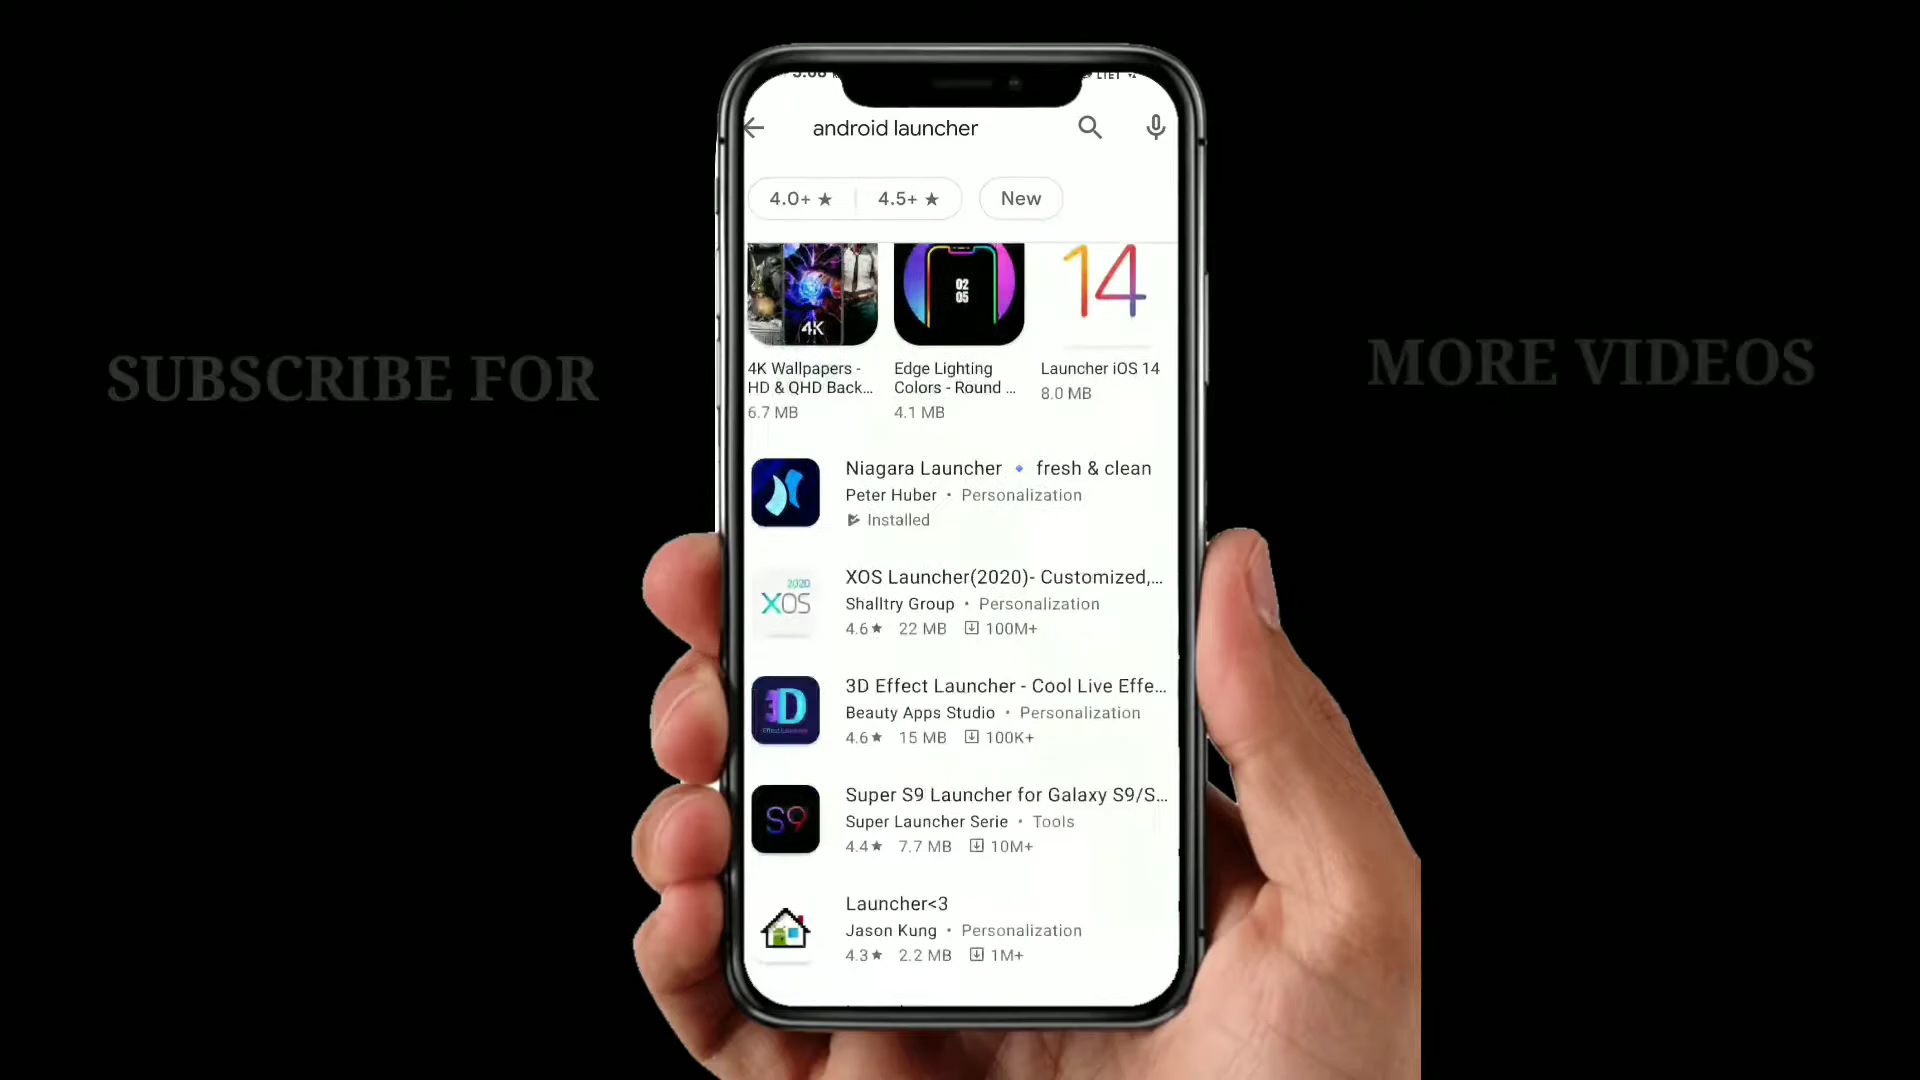 android launcher
4.0+ ★ 4.5+ ★ New
4K
02
05
14
4K Wallpapers -
HD & QHD Back...
6.7 MB
Edge Lighting
Colors - Round ...
4.1 MB
Launcher iOS 14
8.0 MB
SUBSCRIBE FOR
MORE VIDEOS
Niagara Launcher 🔹 fresh & clean
Peter Huber • Personalization
Installed
2020
XOS
XOS Launcher(2020)- Customized,...
Shalltry Group • Personalization
4.6★ 22 MB 100M+
3D
Effect Launcher
3D Effect Launcher - Cool Live Effe...
Beauty Apps Studio • Personalization
4.6★ 15 MB 100K+
S9
Super S9 Launcher for Galaxy S9/S...
Super Launcher Serie • Tools
4.4★ 7.7 MB 10M+
Launcher<3
Jason Kung • Personalization
4.3★ 2.2 MB 1M+